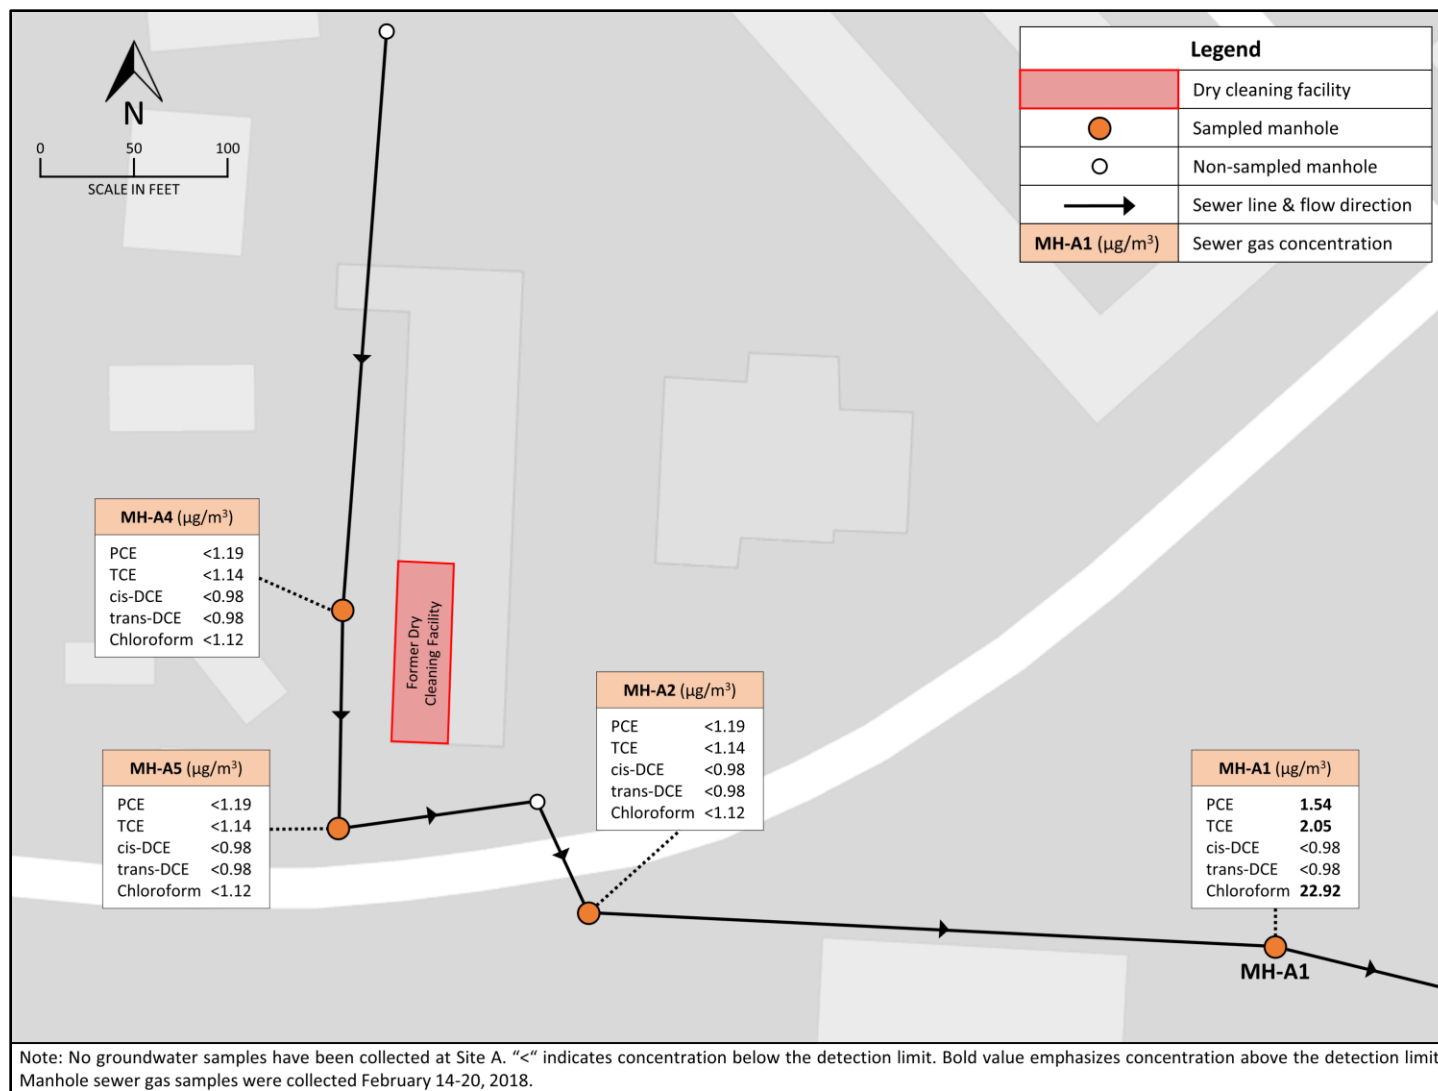 N
0 50 100
SCALE IN FEET
Legend
Dry cleaning facility
Sampled manhole
Non-sampled manhole
Sewer line & flow direction
MH-A1 (µg/m³) Sewer gas concentration
MH-A4 (µg/m³)
PCE <1.19
TCE <1.14
cis-DCE <0.98
trans-DCE <0.98
Chloroform <1.12
Former Dry
Cleaning Facility
MH-A2 (µg/m³)
PCE <1.19
TCE <1.14
cis-DCE <0.98
trans-DCE <0.98
Chloroform <1.12
MH-A5 (µg/m³)
PCE <1.19
TCE <1.14
cis-DCE <0.98
trans-DCE <0.98
Chloroform <1.12
MH-A1 (µg/m³)
PCE 1.54
TCE 2.05
cis-DCE <0.98
trans-DCE <0.98
Chloroform 22.92
MH-A1
Note: No groundwater samples have been collected at Site A. “<“ indicates concentration below the detection limit. Bold value emphasizes concentration above the detection limit
Manhole sewer gas samples were collected February 14-20, 2018.